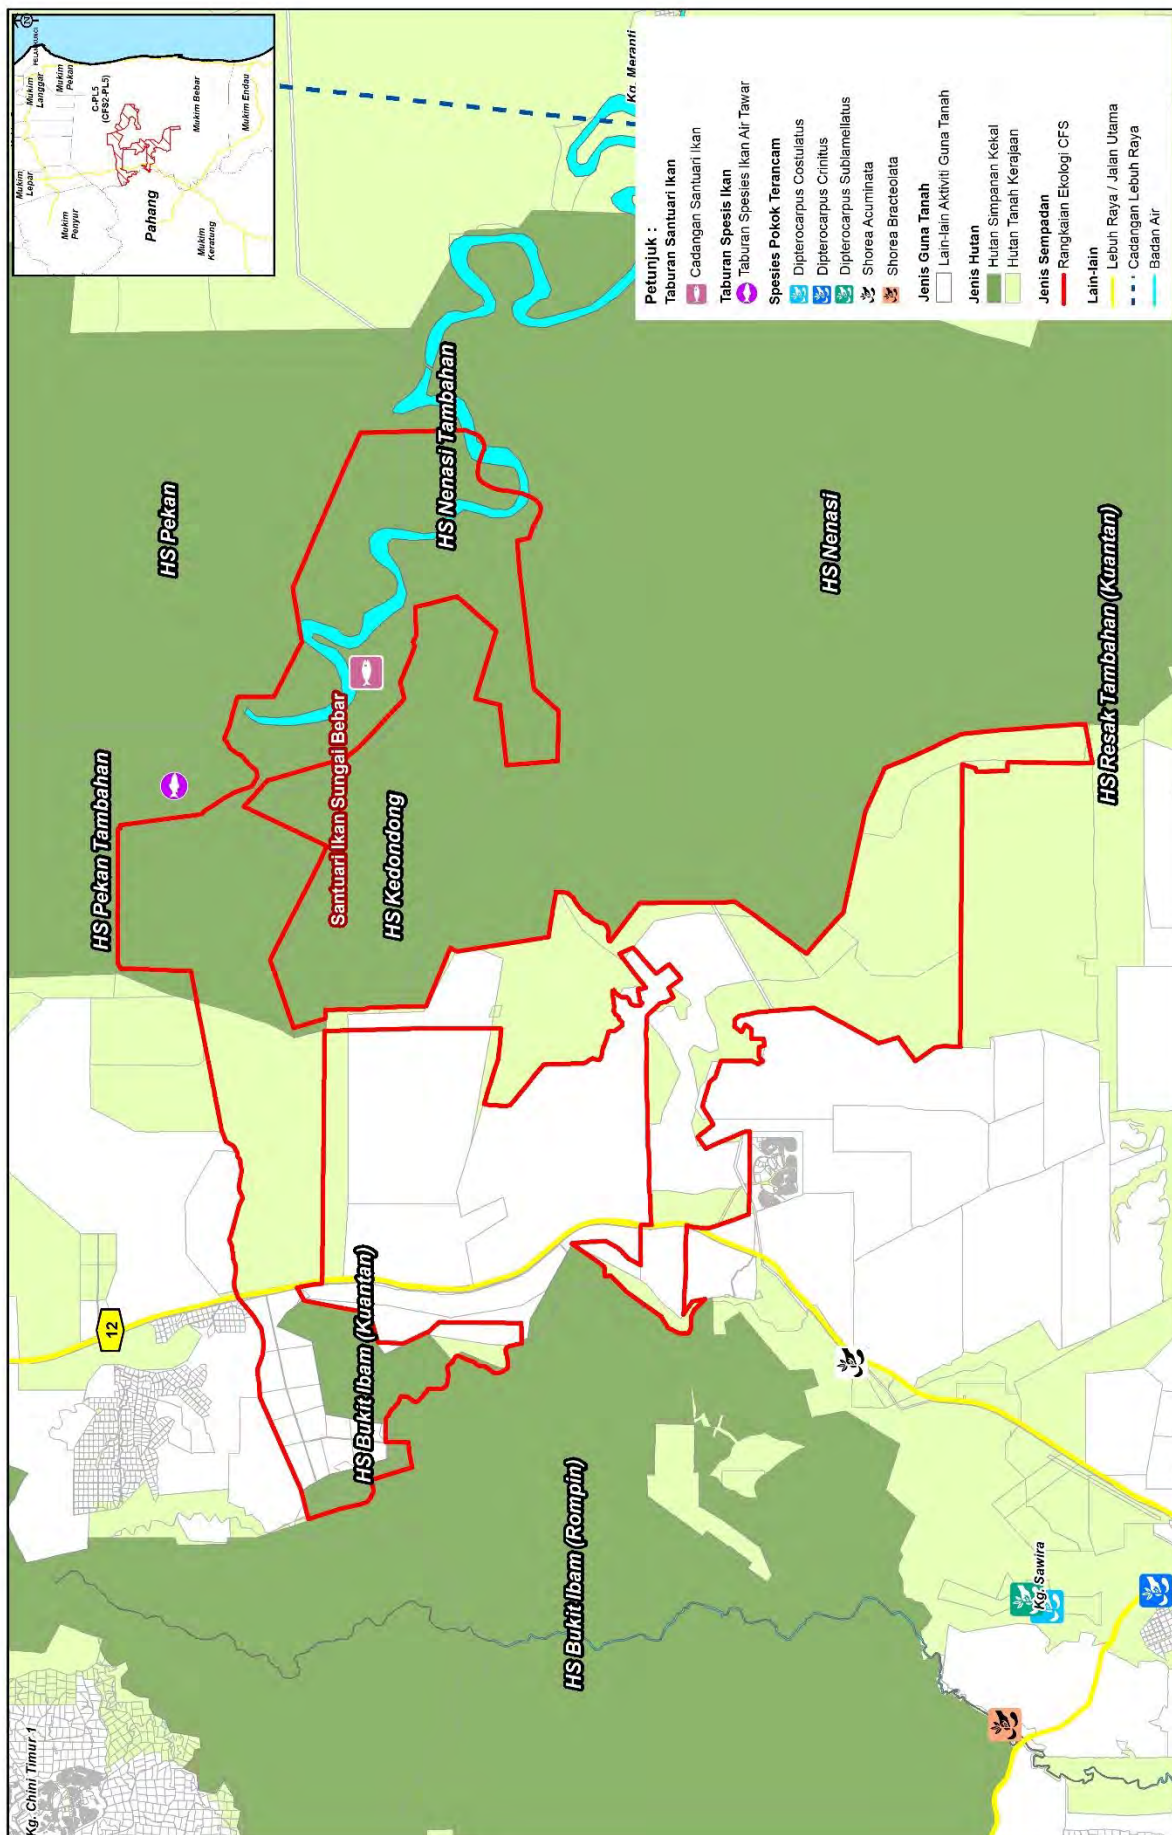 Kg. Chini Timur 1
HS Bukit Ibam (Rompin)
HS Bukit Ibam (Kuantan)
12
HS Pekan Tambahan
HS Pekan
HS Kedondong
Santuari Ikan Sungai Bebar
HS Nenasi Tambahan
HS Nenasi
HS Resak Tambahan (Kuantan)
Kg. Sawira
Kg. Meranti
Mukim Lepar
Mukim Langgar
Mukim Pekan
Mukim Penyur
C-PL5
(CFS2-PL5)
Pahang
Mukim Bebar
Mukim Keratung
Mukim Endau
Petunjuk :
Taburan Santuari Ikan
Cadangan Santuari Ikan
Taburan Spesis Ikan
Taburan Spesies Ikan Air Tawar
Spesies Pokok Terancam
Dipterocarpus Costulatus
Dipterocarpus Crinitus
Dipterocarpus Sublamellatus
Shorea Acuminata
Shorea Bracteolata
Jenis Guna Tanah
Lain-lain Aktiviti Guna Tanah
Jenis Hutan
Hutan Simpanan Kekal
Hutan Tanah Kerajaan
Jenis Sempadan
Rangkaian Ekologi CFS
Lain-lain
Lebuh Raya / Jalan Utama
Cadangan Lebuh Raya
Badan Air